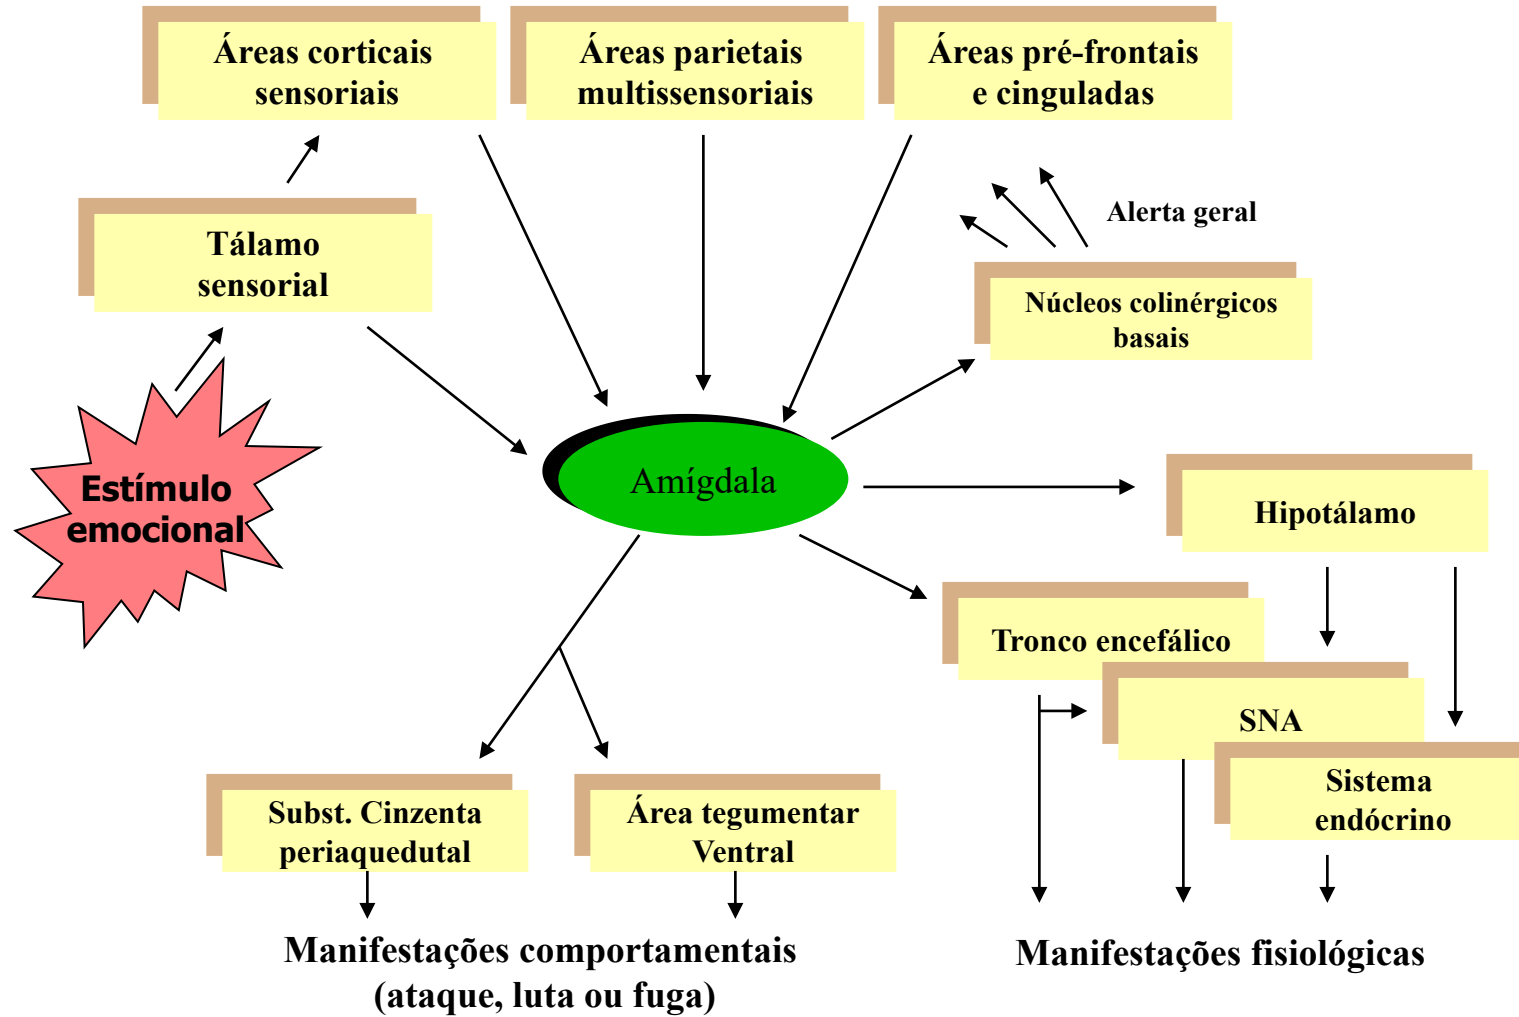 Áreas corticais
sensoriais
Áreas parietais
multissensoriais
Áreas pré-frontais
e cinguladas
Alerta geral
Tálamo
sensorial
Núcleos colinérgicos
basais
Estímulo
emocional
Amígdala
Hipotálamo
Tronco encefálico
SNA
Sistema
endócrino
Subst. Cinzenta
periaquedutal
Área tegumentar
Ventral
Manifestações comportamentais
(ataque, luta ou fuga)
Manifestações fisiológicas